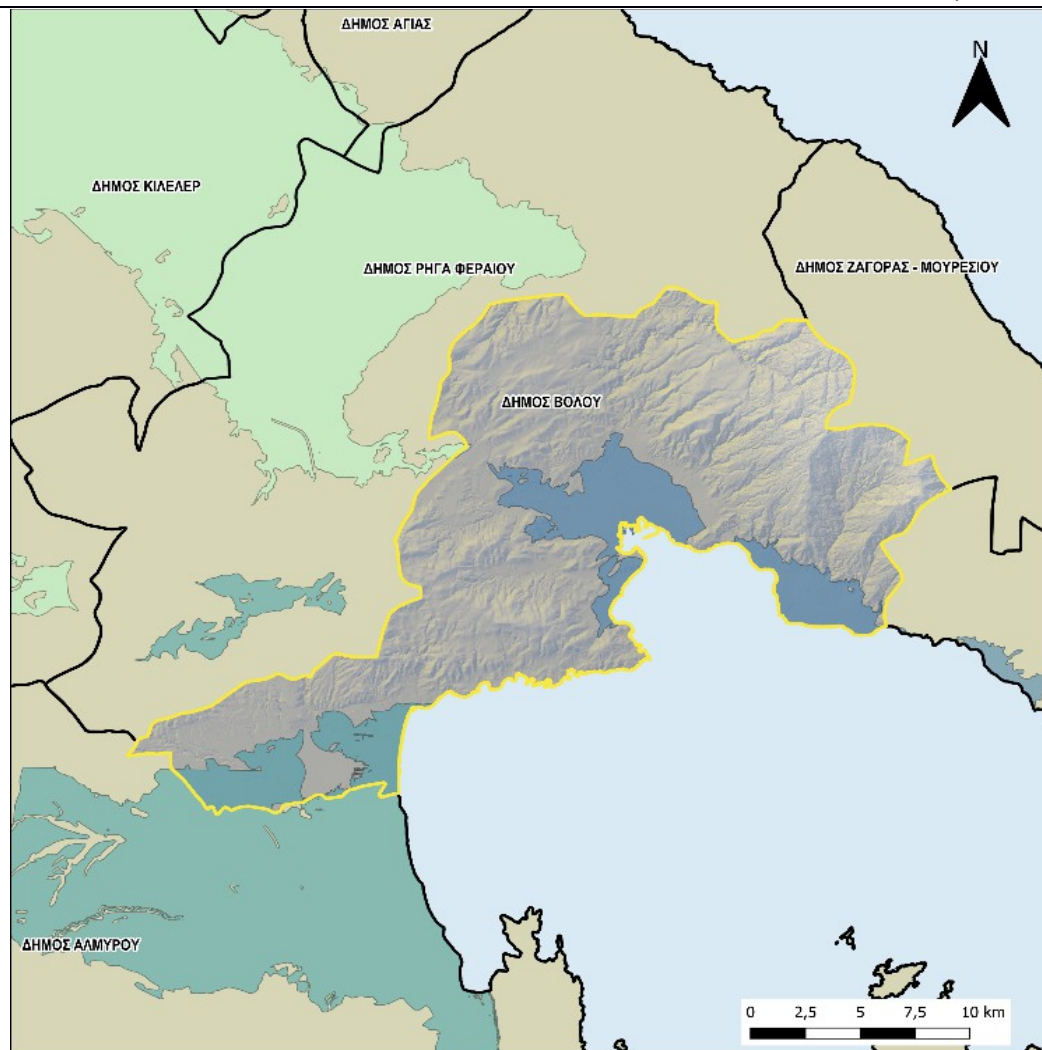 ΔΗΜΟΣ ΑΓΙΑΣ
N
ΔΗΜΟΣ ΚΙΛΕΛΕΡ
ΔΗΜΟΣ ΡΗΓΑ ΦΕΡΑΙΟΥ
ΔΗΜΟΣ ΖΑΓΟΡΑΣ - ΜΟΥΡΕΣΙΟΥ
ΔΗΜΟΣ ΒΟΛΟΥ
ΔΗΜΟΣ ΑΛΜΥΡΟΥ
0 2,5 5 7,5 10 km